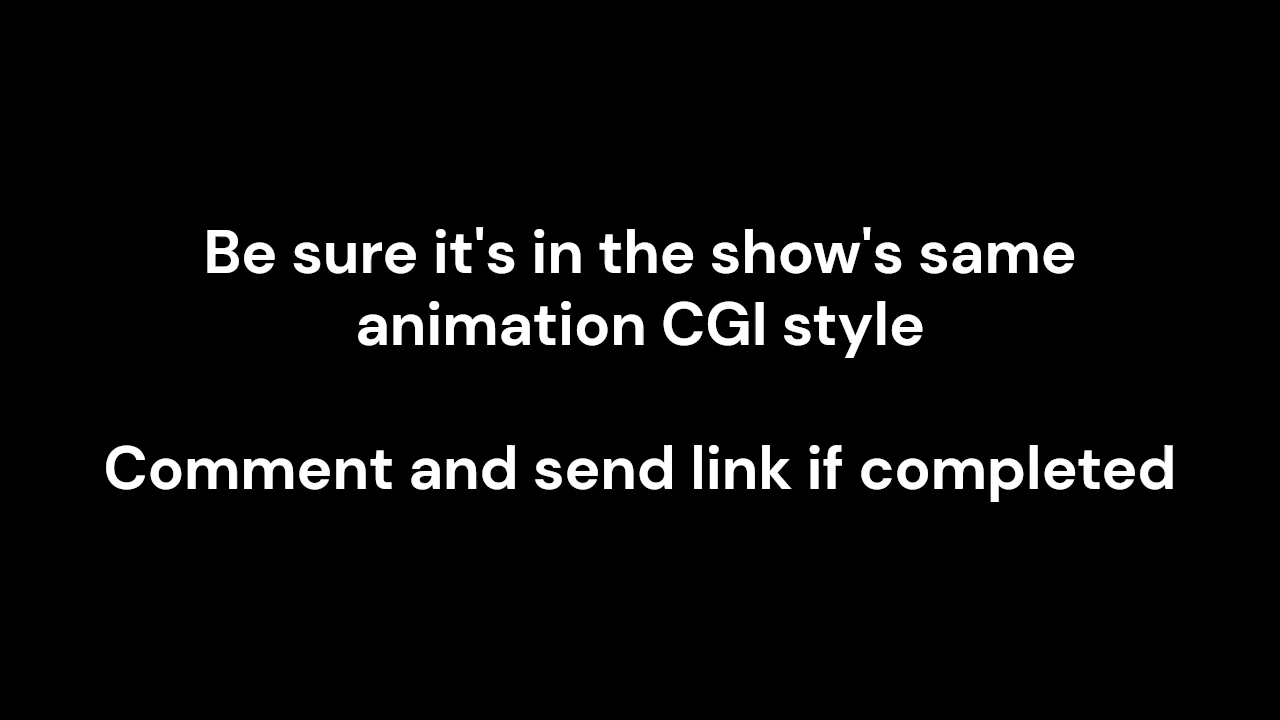 Be sure it's in the show's same
animation CGI style
Comment and send link if completed